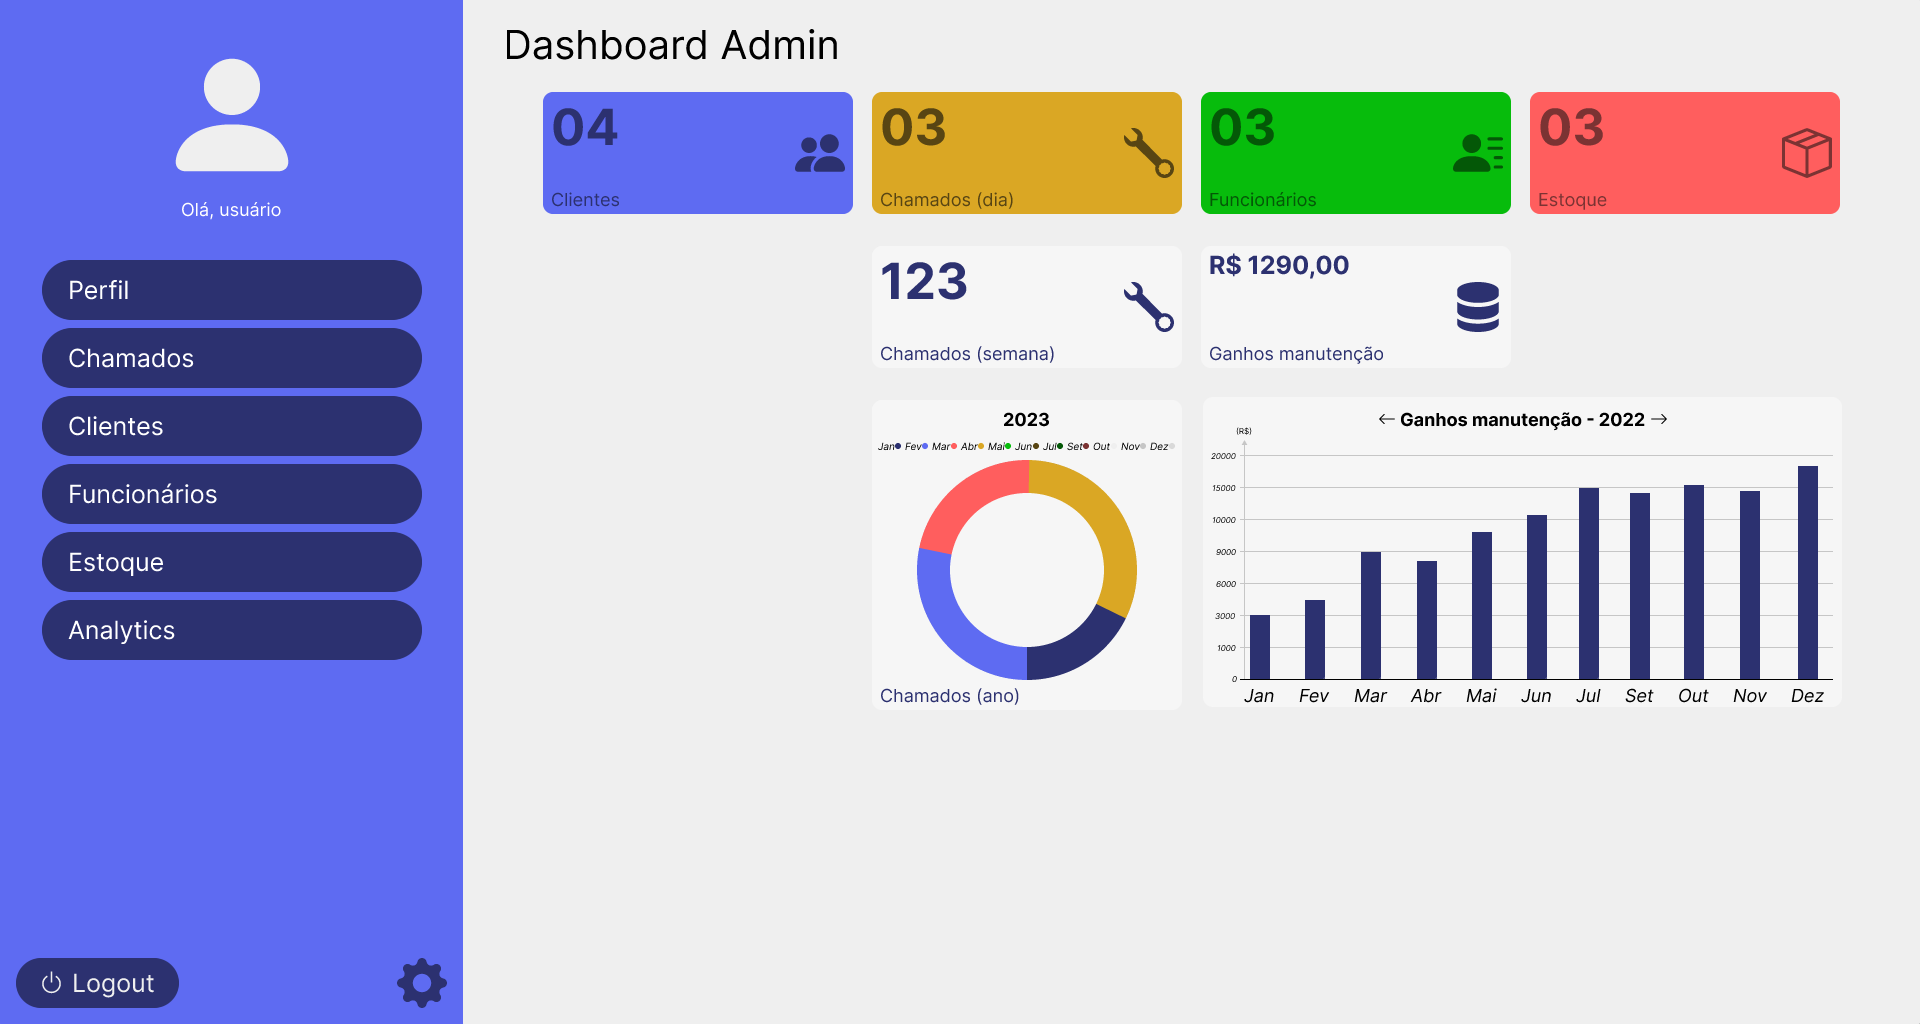 Dashboard Admin
Olá, usuário
Perfil
Chamados
Clientes
Funcionários
Estoque
Analytics
Logout
04
Clientes
03
Chamados (dia)
03
Funcionários
03
Estoque
123
Chamados (semana)
R$ 1290,00
Ganhos manutenção
2023
Jan Fev Mar Abr Mai Jun Jul Set Out Nov Dez
Chamados (ano)
← Ganhos manutenção - 2022 →
(R$)
20000
15000
10000
9000
6000
3000
1000
0
Jan Fev Mar Abr Mai Jun Jul Set Out Nov Dez